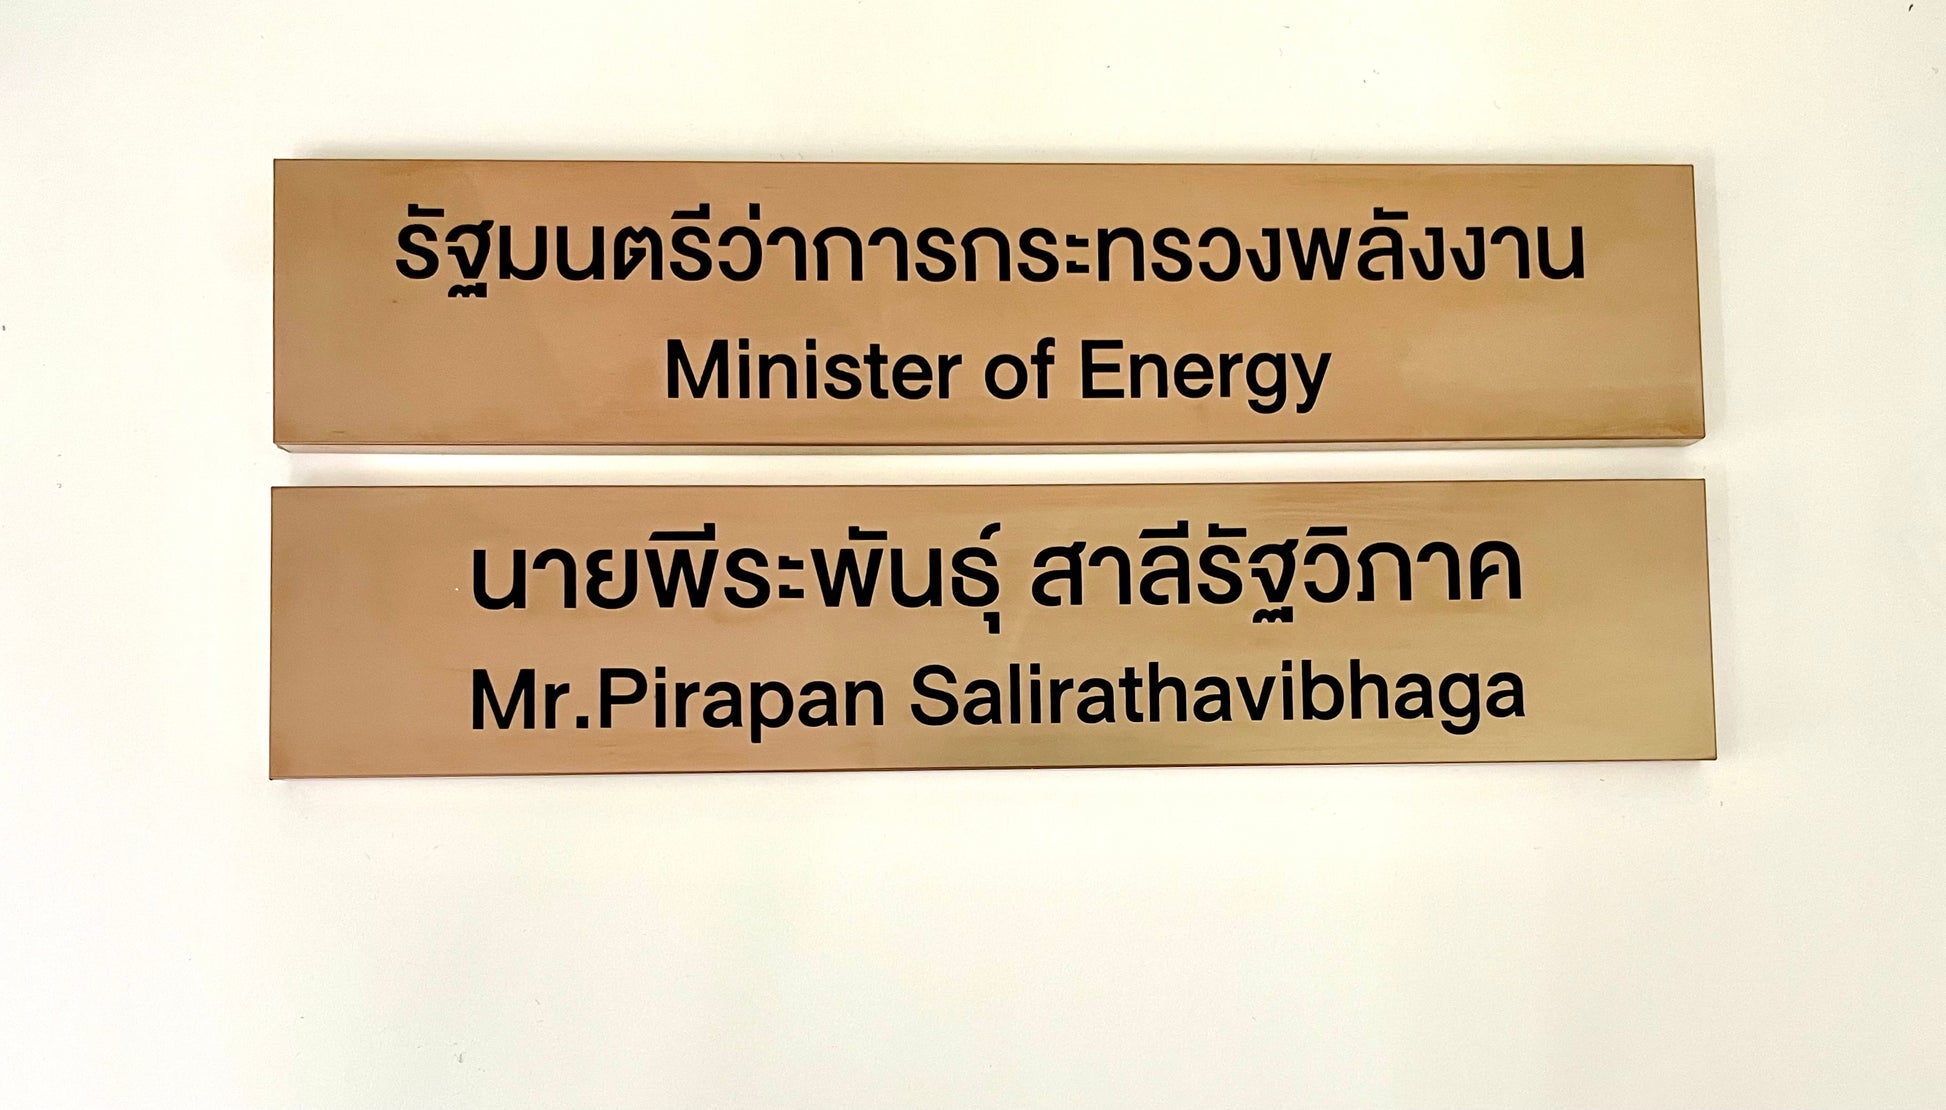 รัฐมนตรีว่าการกระทรวงพลังงาน
Minister of Energy
นายพีระพันธุ์ สาลีรัฐวิภาค
Mr.Pirapan Salirathavibhaga